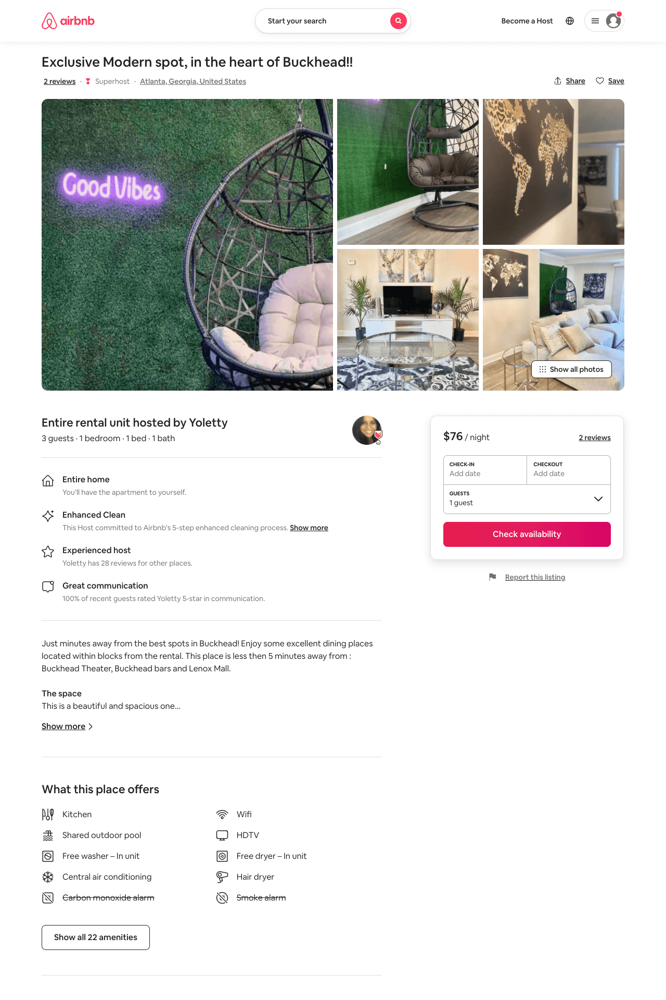 airbnb
Start your search
Become a Host
Exclusive Modern spot, in the heart of Buckhead!!
2 reviews · Superhost · Atlanta, Georgia, United States
Share Save
Good Vibes
Show all photos
Entire rental unit hosted by Yoletty
3 guests · 1 bedroom · 1 bed · 1 bath
Entire home
You'll have the apartment to yourself.
Enhanced Clean
This Host committed to Airbnb's 5-step enhanced cleaning process. Show more
Experienced host
Yoletty has 28 reviews for other places.
Great communication
100% of recent guests rated Yoletty 5-star in communication.
$76 / night
2 reviews
CHECK-IN
Add date
CHECKOUT
Add date
GUESTS
1 guest
Check availability
Report this listing
Just minutes away from the best spots in Buckhead! Enjoy some excellent dining places
located within blocks from the rental. This place is less then 5 minutes away from :
Buckhead Theater, Buckhead bars and Lenox Mall.
The space
This is a beautiful and spacious one...
Show more
What this place offers
Kitchen
Wifi
Shared outdoor pool
HDTV
Free washer – In unit
Free dryer – In unit
Central air conditioning
Hair dryer
Carbon monoxide alarm
Smoke alarm
Show all 22 amenities